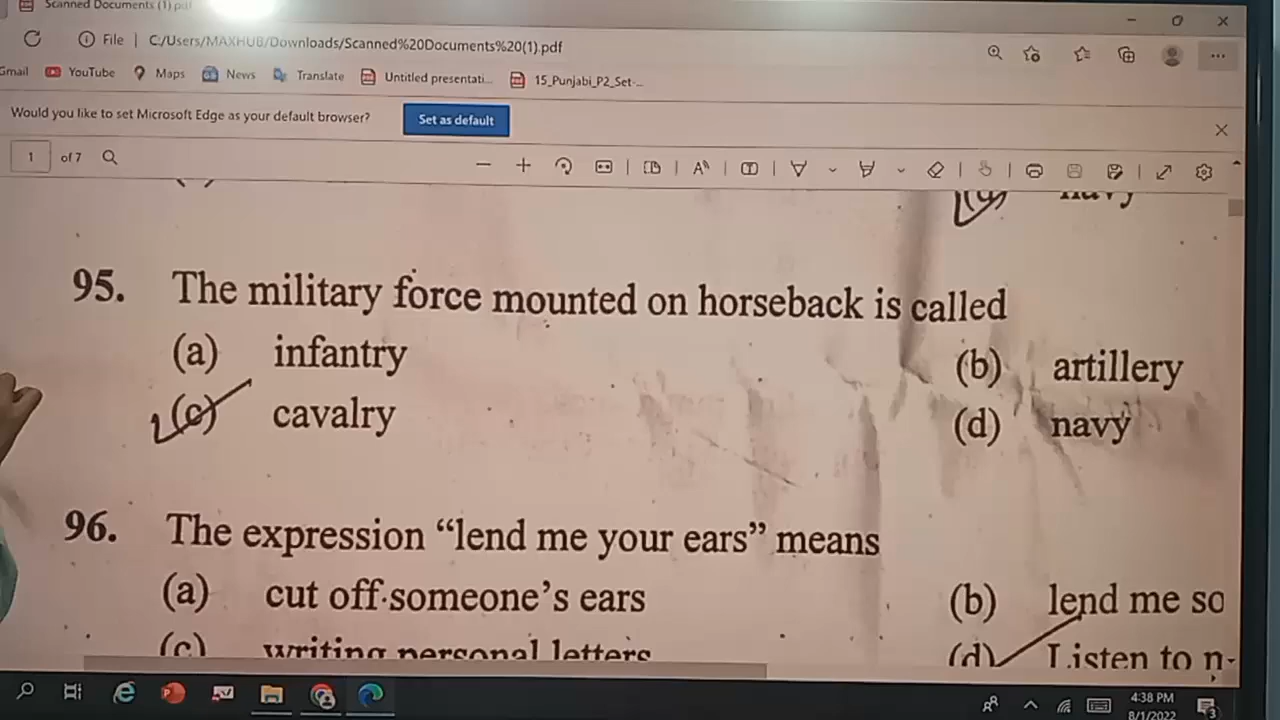 Scanned Documents (1).pdf
File | C:/Users/MAXHUB/Downloads/Scanned%20Documents%20(1).pdf
Gmail YouTube Maps News Translate Untitled presentati... 15_Punjabi_P2_Set-...
Would you like to set Microsoft Edge as your default browser? Set as default
1 of 7
navy
95. The military force mounted on horseback is called
(a) infantry (b) artillery
(c) cavalry (d) navy
96. The expression “lend me your ears” means
(a) cut off someone’s ears (b) lend me so
(c) writing personal letters (d) Listen to
4:38 PM
8/1/2022